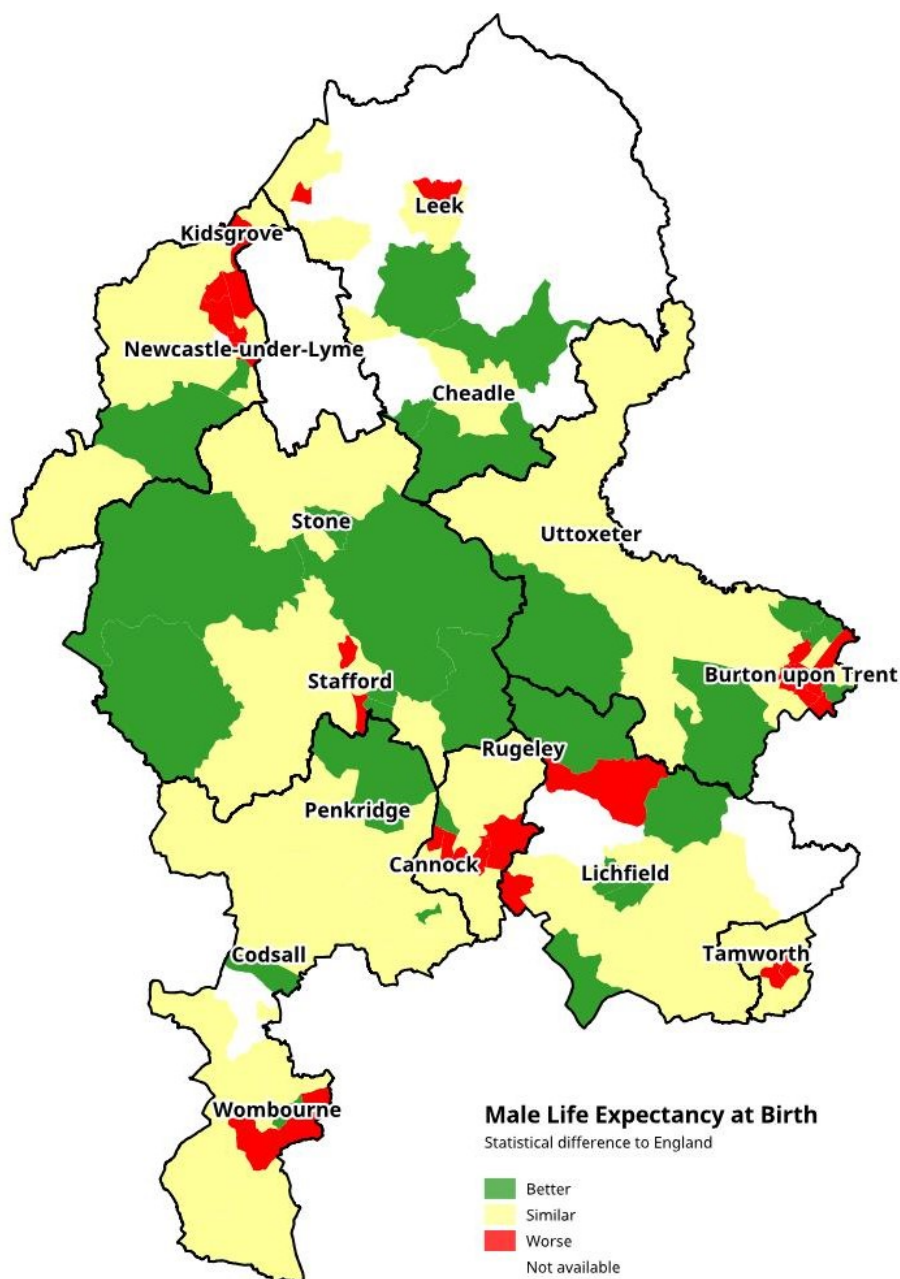 Leek
Kidsgrove
Newcastle-under-Lyme
Cheadle
Stone
Uttoxeter
Stafford
Burton upon Trent
Rugeley
Penkridge
Cannock
Lichfield
Codsall
Tamworth
Wombourne
Male Life Expectancy at Birth
Statistical difference to England
Better
Similar
Worse
Not available